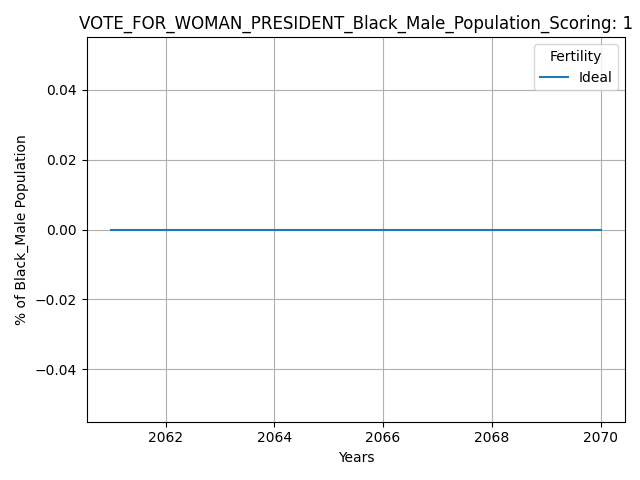 VOTE_FOR_WOMAN_PRESIDENT_Black_Male_Population_Scoring: 1
Fertility
Ideal
0.04
0.02
0.00
−0.02
−0.04
% of Black_Male Population
2062 2064 2066 2068 2070
Years